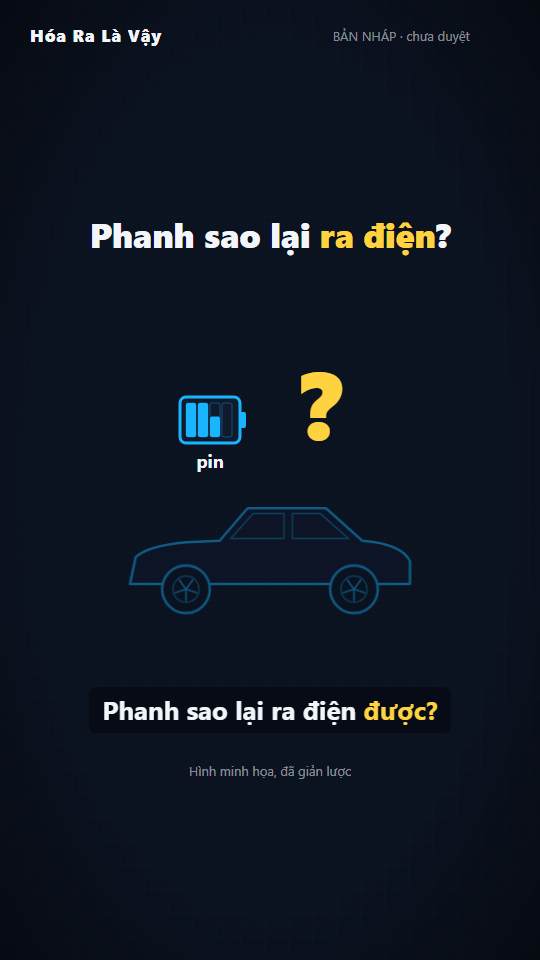 Hóa Ra Là Vậy
BẢN NHÁP · chưa duyệt
Phanh sao lại ra điện?
?
pin
Phanh sao lại ra điện được?
Hình minh họa, đã giản lược